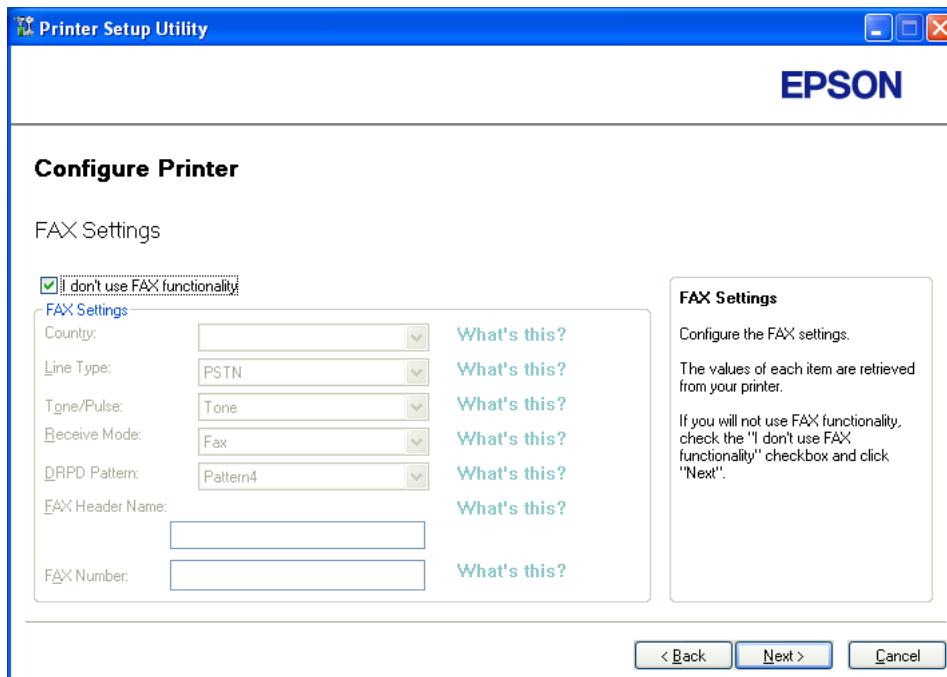 Printer Setup Utility
EPSON
Configure Printer
FAX Settings
I don't use FAX functionality
FAX Settings
Country: What's this?
Line Type: PSTN What's this?
Tone/Pulse: Tone What's this?
Receive Mode: Fax What's this?
DRPD Pattern: Pattern4 What's this?
FAX Header Name: What's this?
FAX Number: What's this?
FAX Settings
Configure the FAX settings.
The values of each item are retrieved
from your printer.
If you will not use FAX functionality,
check the "I don't use FAX
functionality" checkbox and click
"Next".
< Back Next > Cancel